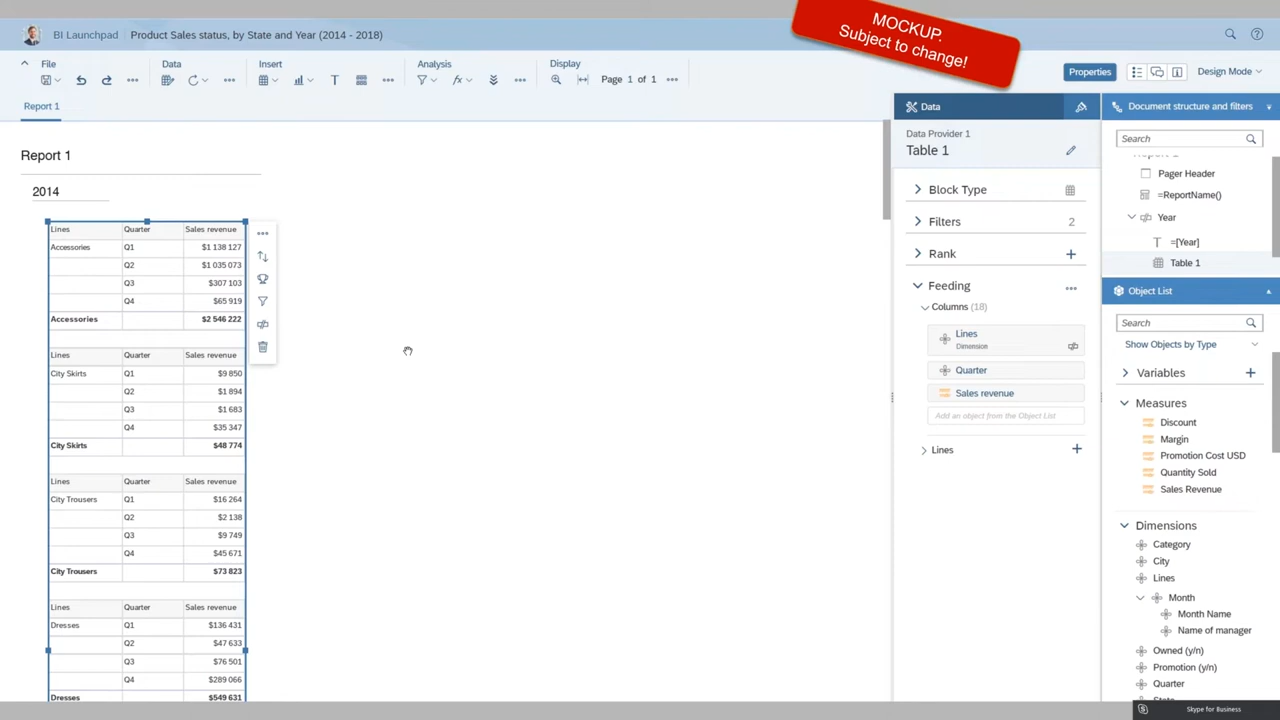 BI Launchpad
Product Sales status, by State and Year (2014 - 2018)
MOCKUP.
Subject to change!
File
Data
Insert
Analysis
Display
Page 1 of 1
Properties
Design Mode
Report 1
Report 1
2014
Lines Quarter Sales revenue
Accessories Q1 $1 138 127
Q2 $1 035 073
Q3 $307 103
Q4 $65 919
Accessories $2 546 222
Lines Quarter Sales revenue
City Skirts Q1 $9 850
Q2 $1 894
Q3 $1 683
Q4 $35 347
City Skirts $48 774
Lines Quarter Sales revenue
City Trousers Q1 $16 264
Q2 $2 138
Q3 $9 749
Q4 $45 671
City Trousers $73 823
Lines Quarter Sales revenue
Dresses Q1 $136 431
Q2 $47 633
Q3 $76 501
Q4 $289 066
Dresses $549 631
Data
Data Provider 1
Table 1
Block Type
Filters 2
Rank
Feeding
Columns (18)
Lines
Dimension
Quarter
Sales revenue
Add an object from the Object List
Lines
Document structure and filters
Search
Pager Header
=ReportName()
Year
=[Year]
Table 1
Object List
Search
Show Objects by Type
Variables
Measures
Discount
Margin
Promotion Cost USD
Quantity Sold
Sales Revenue
Dimensions
Category
City
Lines
Month
Month Name
Name of manager
Owned (y/n)
Promotion (y/n)
Quarter
Skype for Business